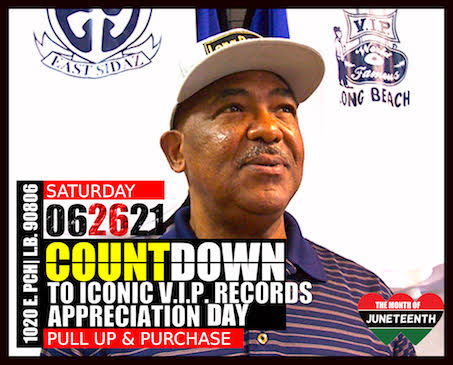 EAST SIDAZ
V.I.P.
World
Famous
LONG BEACH
SATURDAY
062621
COUNTDOWN
TO ICONIC V.I.P. RECORDS
APPRECIATION DAY
PULL UP & PURCHASE
1020 E. PCH| L.B. 90806
THE MONTH OF
JUNETEENTH